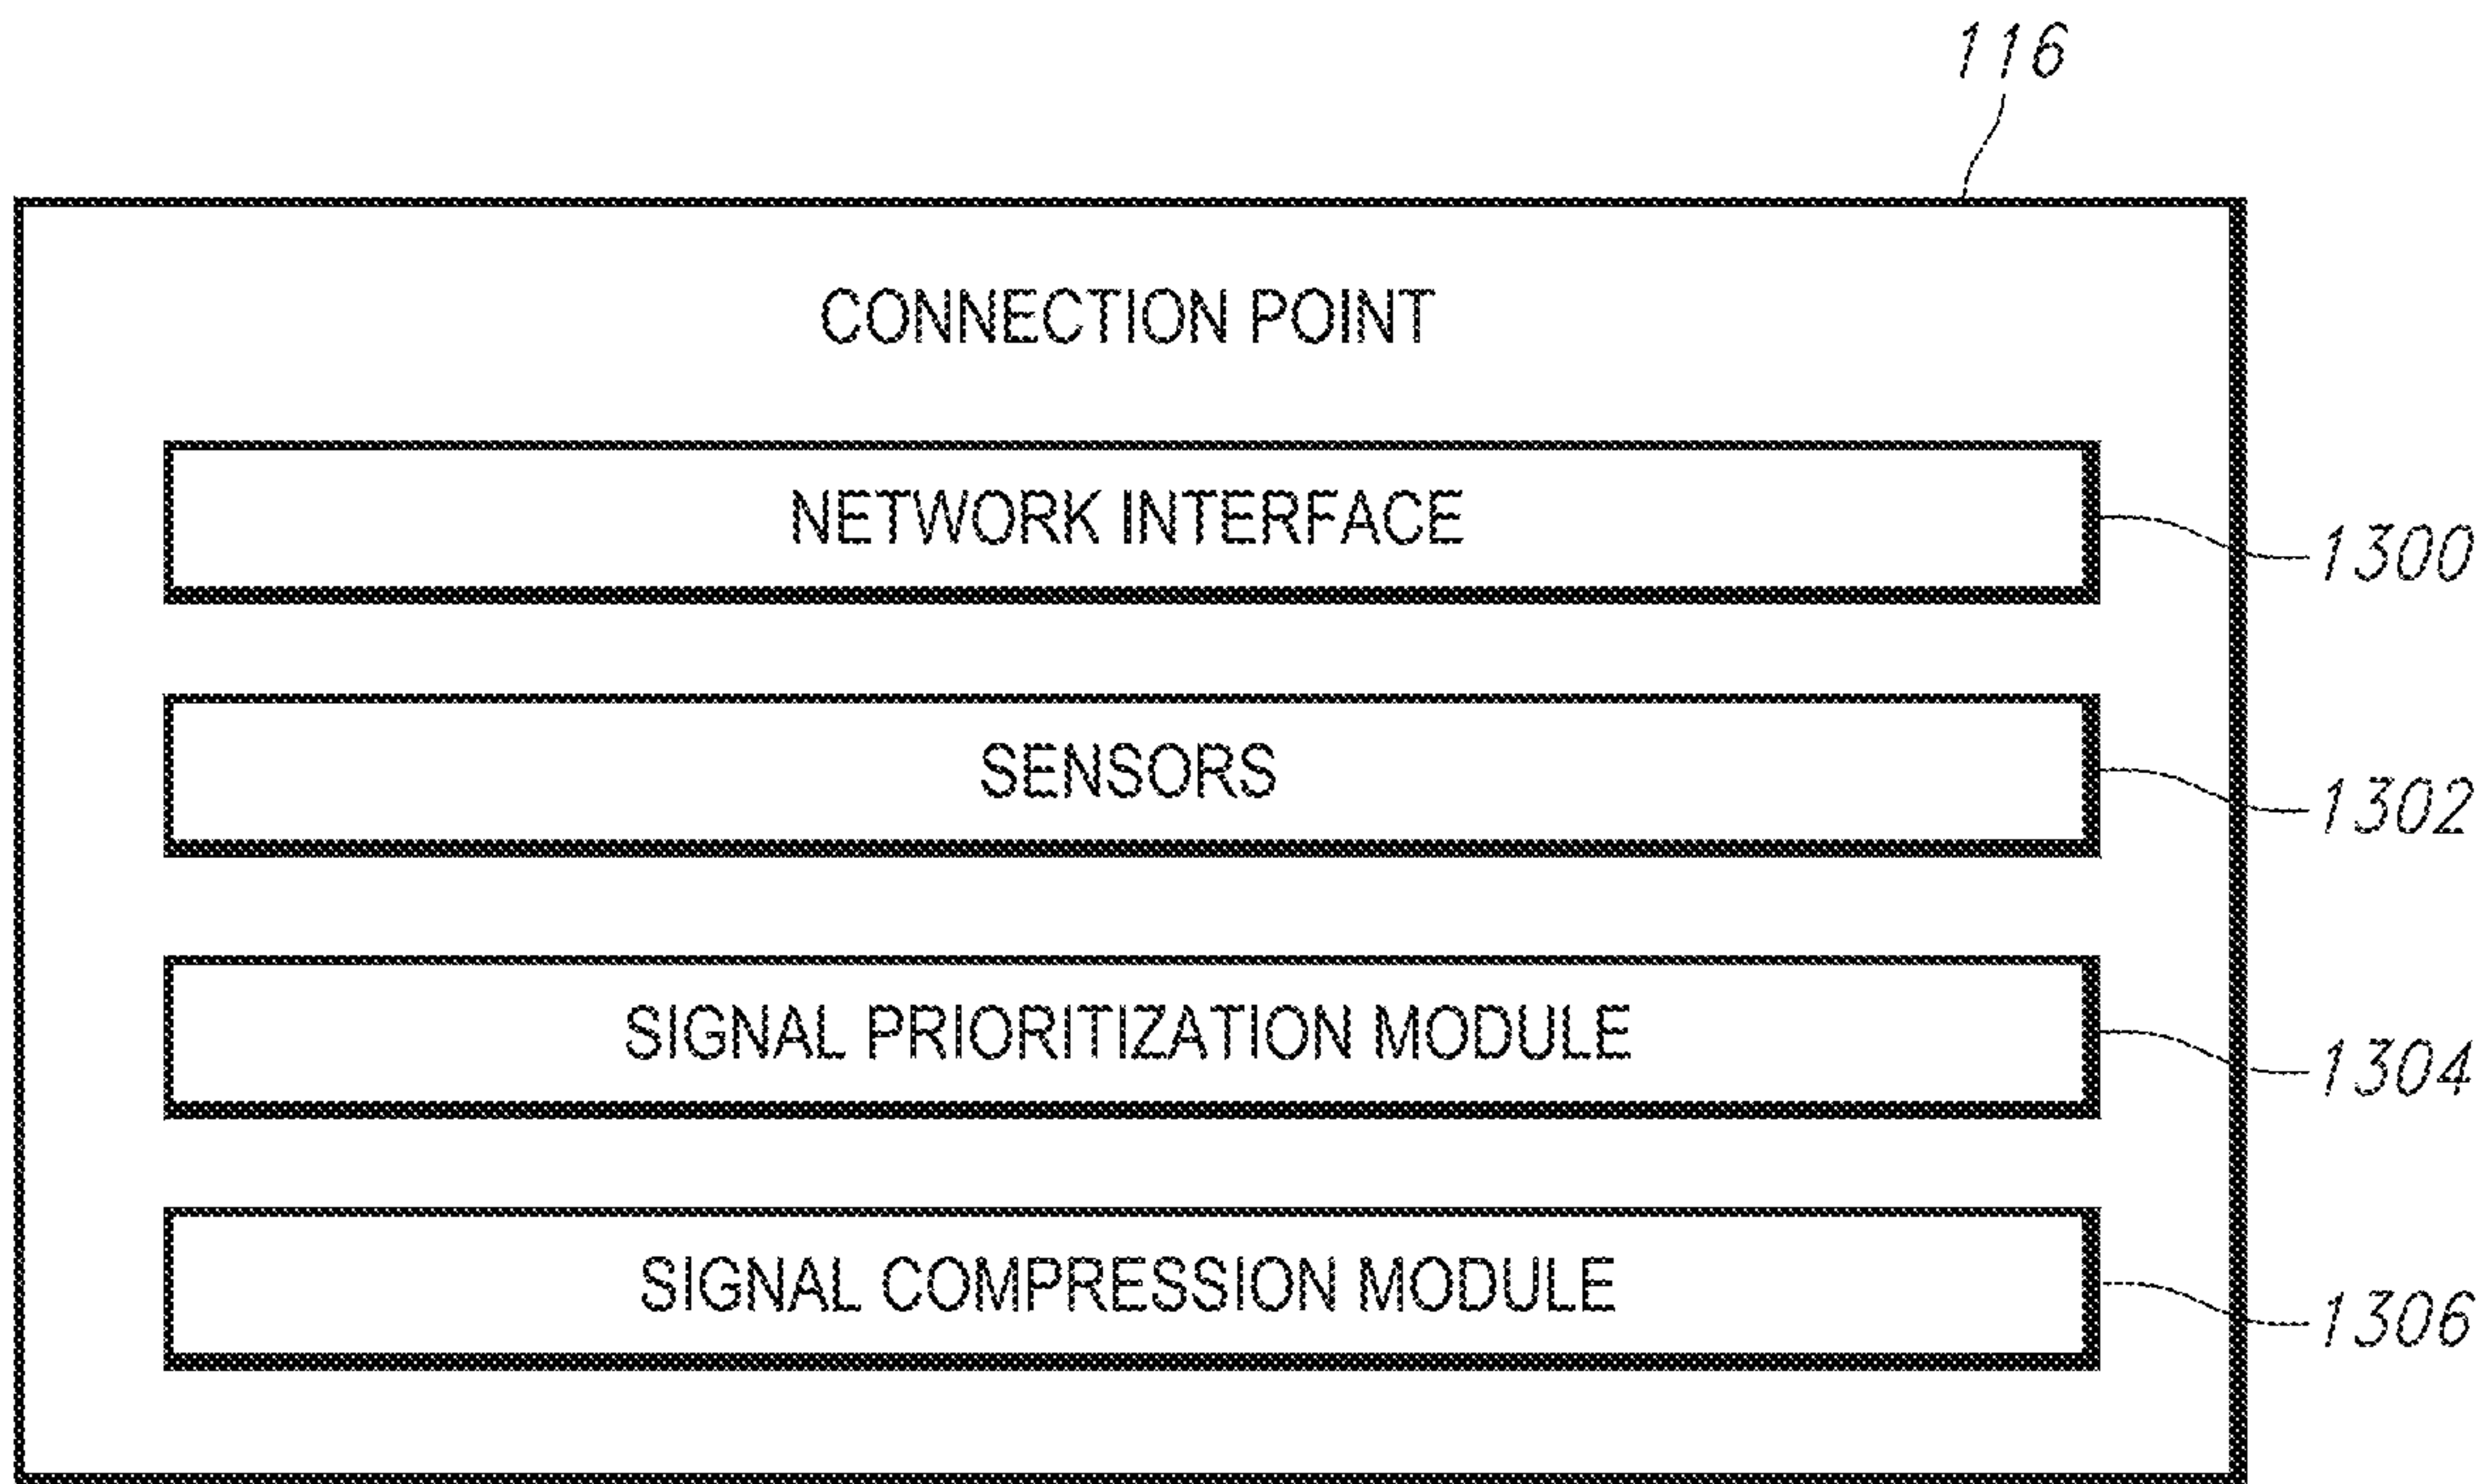 116
CONNECTION POINT
NETWORK INTERFACE
1300
SENSORS
1302
SIGNAL PRIORITIZATION MODULE
1304
SIGNAL COMPRESSION MODULE
1306